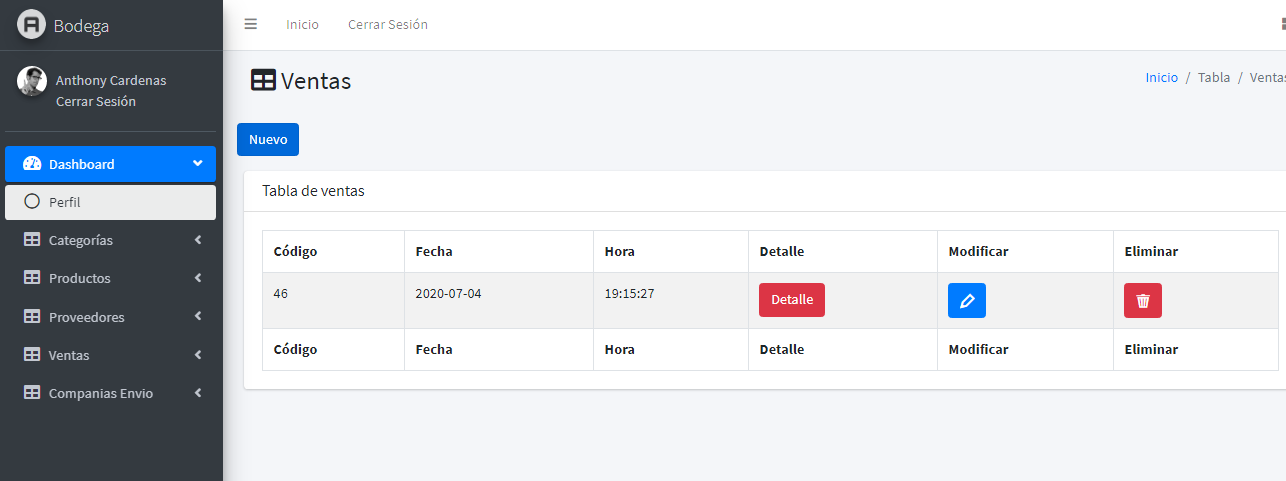 Bodega
Inicio Cerrar Sesión
Anthony Cardenas
Cerrar Sesión
Dashboard
Perfil
Categorías
Productos
Proveedores
Ventas
Companias Envio
Ventas
Inicio / Tabla / Ventas
Nuevo
Tabla de ventas
Código Fecha Hora Detalle Modificar Eliminar
46 2020-07-04 19:15:27 Detalle
Código Fecha Hora Detalle Modificar Eliminar